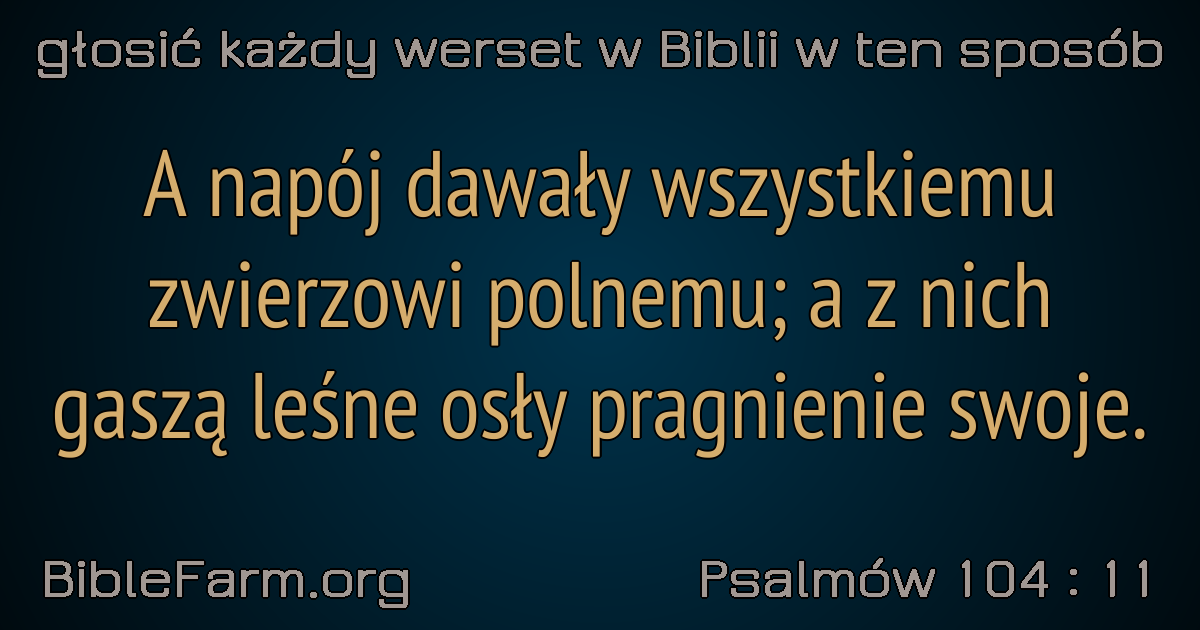 głosić każdy werset w Biblii w ten sposób
A napój dawały wszystkiemu
zwierzowi polnemu; a z nich
gaszą leśne osły pragnienie swoje.
BibleFarm.org
Psalmów 104 : 11